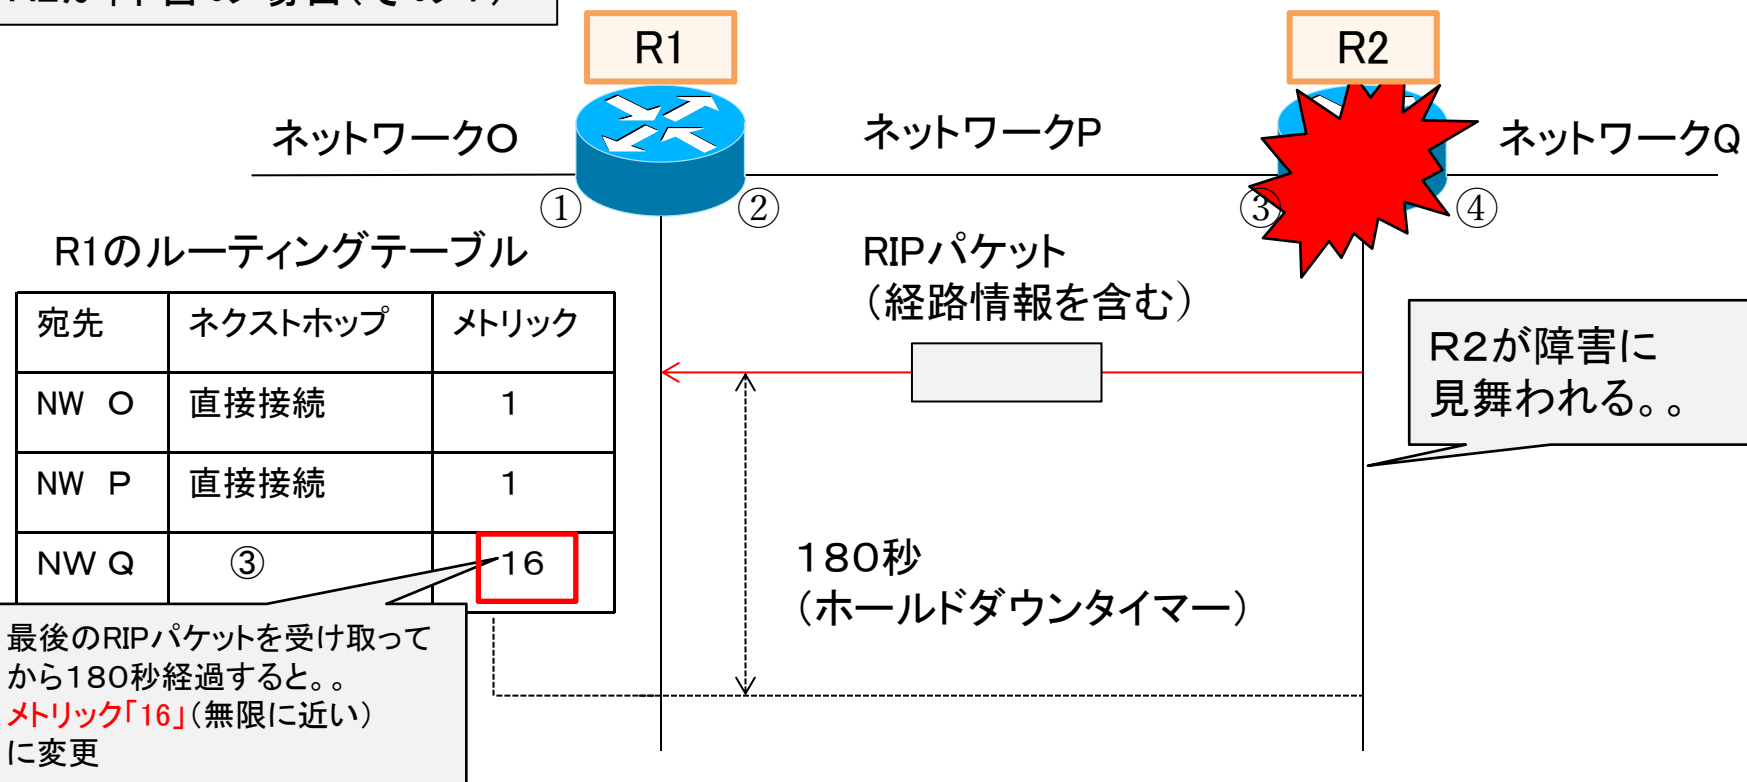 R1
R2
ネットワークO
ネットワークP
ネットワークQ
①
②
③
④
R1のルーティングテーブル
宛先 ネクストホップ メトリック
NW O 直接接続 1
NW P 直接接続 1
NW Q ③ 16
RIPパケット
(経路情報を含む)
R2が障害に
見舞われる。。
180秒
(ホールドダウンタイマー)
最後のRIPパケットを受け取って
から180秒経過すると。。
メトリック「16」(無限に近い)
に変更